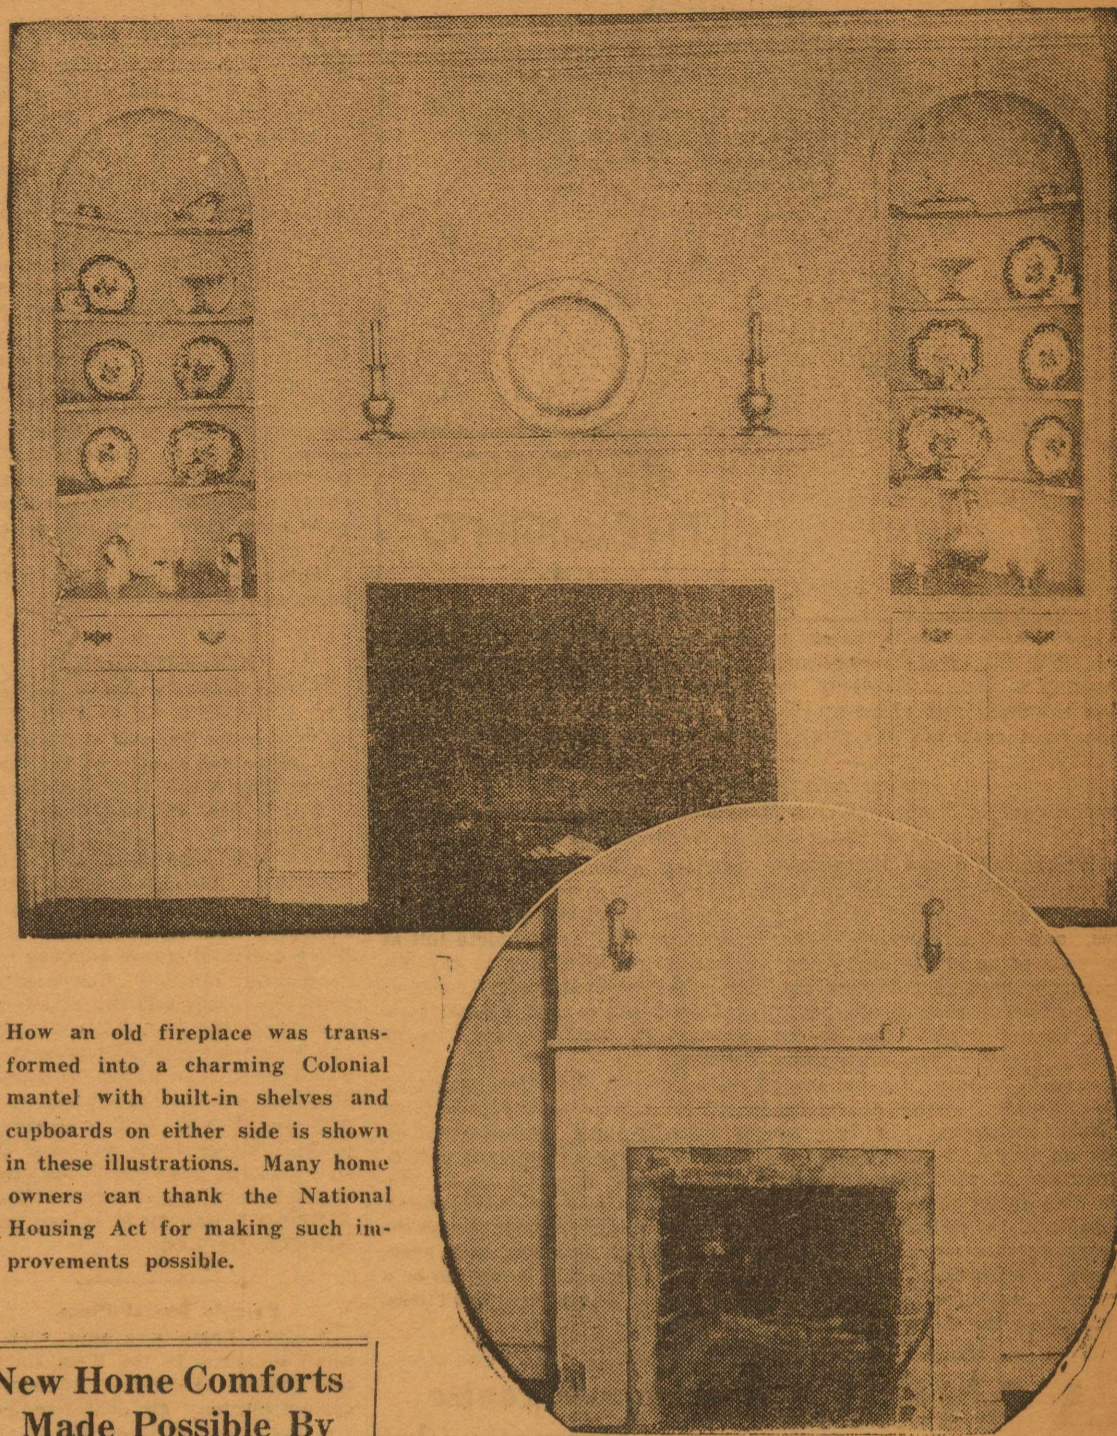 How an old fireplace was trans-
formed into a charming Colonial
mantel with built-in shelves and
cupboards on either side is shown
in these illustrations. Many home
owners can thank the National
Housing Act for making such im-
provements possible.
New Home Comforts
Made Possible By